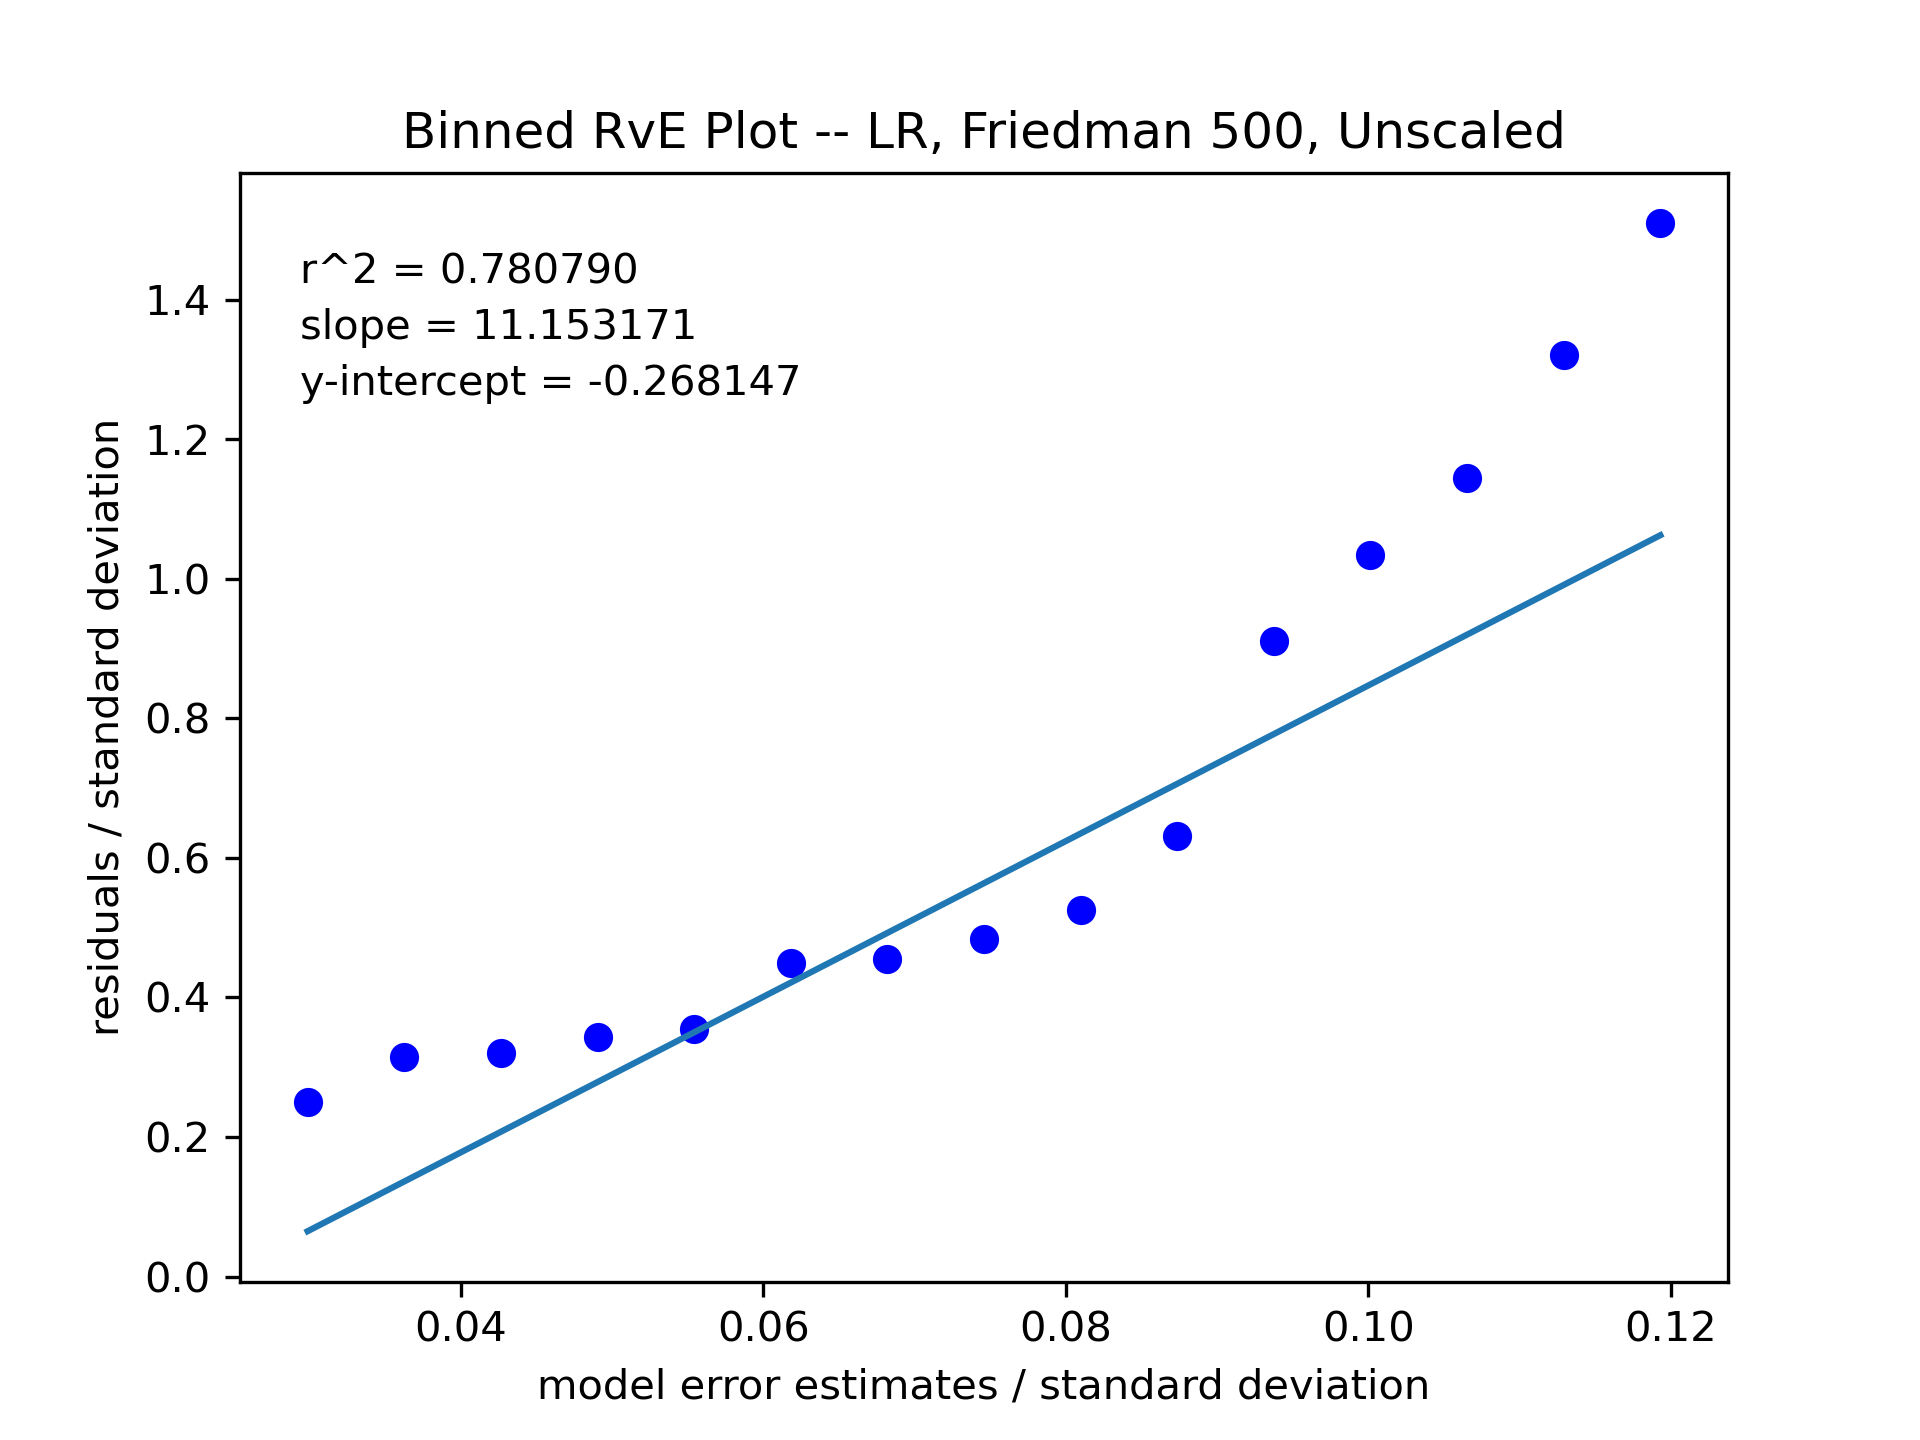 Binned RvE Plot -- LR, Friedman 500, Unscaled
r^2 = 0.780790
slope = 11.153171
y-intercept = -0.268147
residuals / standard deviation
1.4
1.2
1.0
0.8
0.6
0.4
0.2
0.0
0.04 0.06 0.08 0.10 0.12
model error estimates / standard deviation